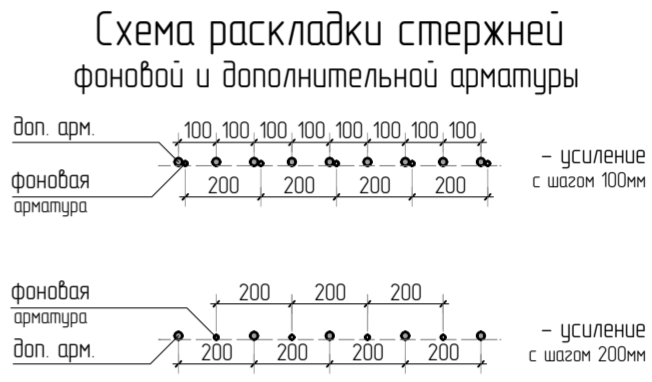 Схема раскладки стержней
фоновой и дополнительной арматуры
доп. арм.
100 100 100 100 100 100 100 100
фоновая
арматура
200 200 200 200
– усиление
с шагом 100мм
фоновая
арматура
200 200 200
доп. арм.
200 200 200 200
– усиление
с шагом 200мм